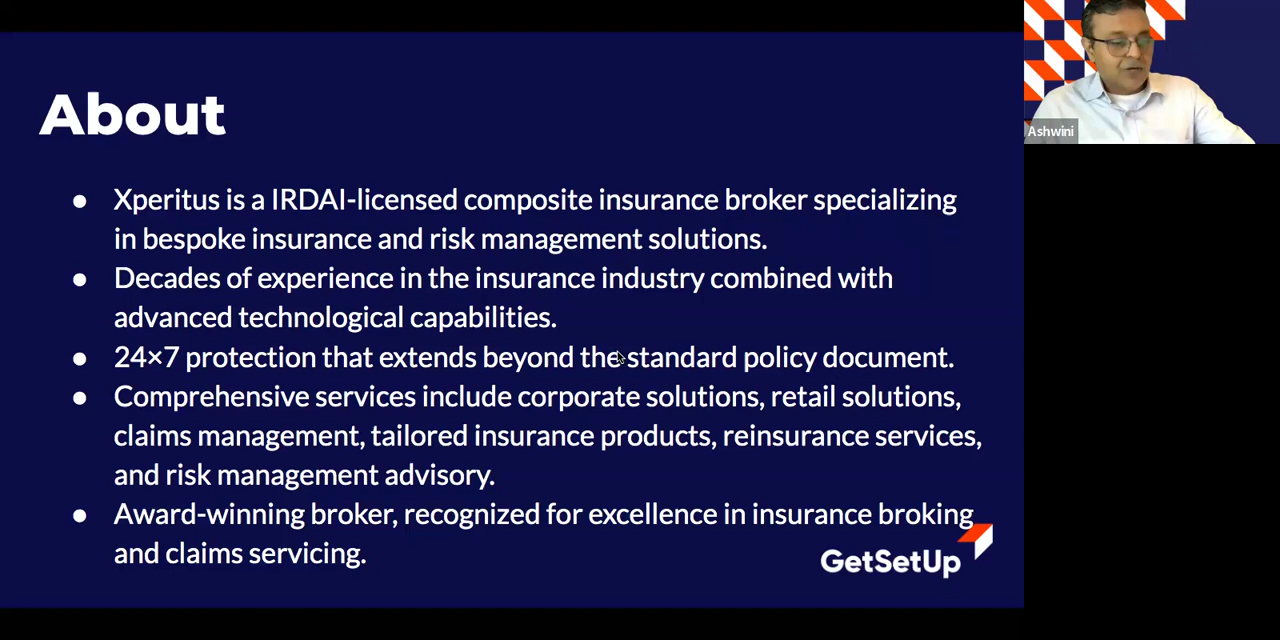 About
● Xperitus is a IRDAI-licensed composite insurance broker specializing
in bespoke insurance and risk management solutions.
● Decades of experience in the insurance industry combined with
advanced technological capabilities.
● 24×7 protection that extends beyond the standard policy document.
● Comprehensive services include corporate solutions, retail solutions,
claims management, tailored insurance products, reinsurance services,
and risk management advisory.
● Award-winning broker, recognized for excellence in insurance broking
and claims servicing.
GetSetUp
Ashwini